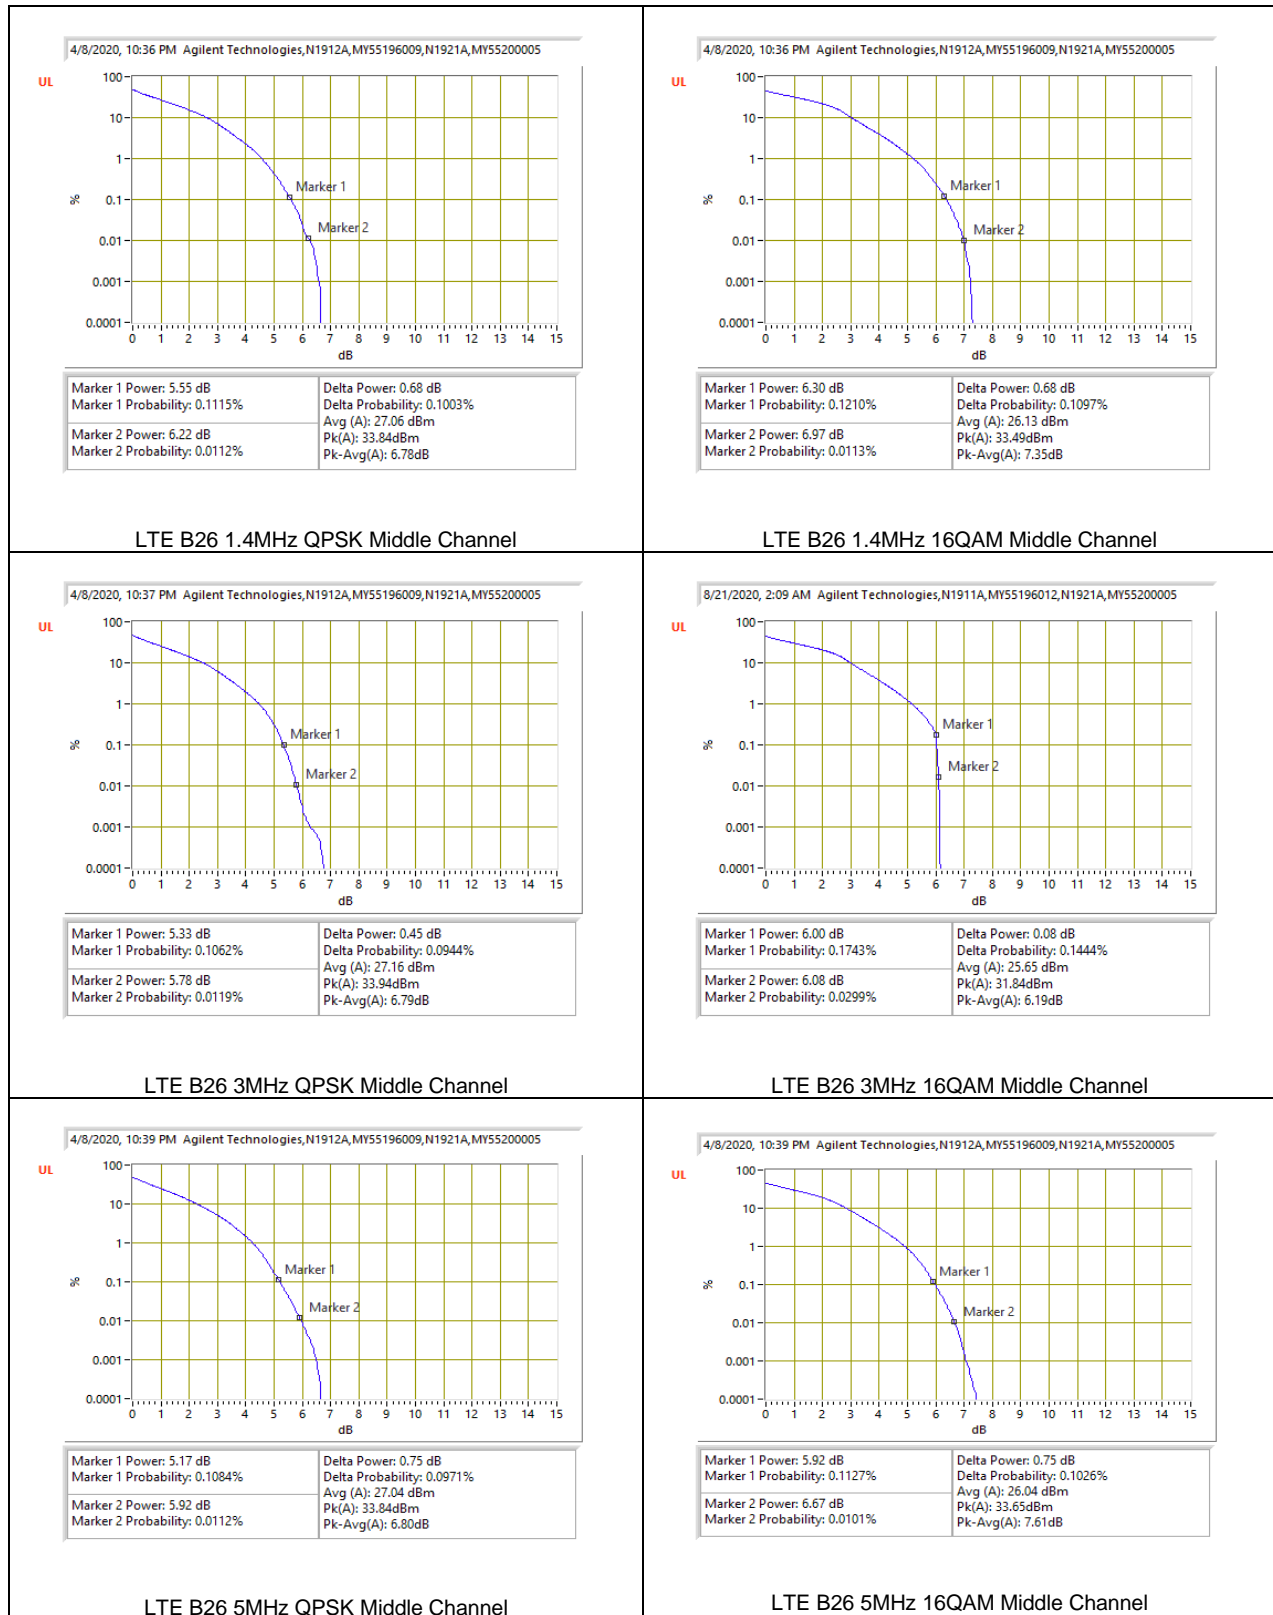 4/8/2020, 10:36 PM Agilent Technologies,N1912A,MY55196009,N1921A,MY55200005
UL
100
10
1
0.1
0.01
0.001
0.0001
%
Marker 1
Marker 2
0 1 2 3 4 5 6 7 8 9 10 11 12 13 14 15
dB
Marker 1 Power: 5.55 dB
Marker 1 Probability: 0.1115%
Marker 2 Power: 6.22 dB
Marker 2 Probability: 0.0112%
Delta Power: 0.68 dB
Delta Probability: 0.1003%
Avg (A): 27.06 dBm
Pk(A): 33.84dBm
Pk-Avg(A): 6.78dB
LTE B26 1.4MHz QPSK Middle Channel
4/8/2020, 10:36 PM Agilent Technologies,N1912A,MY55196009,N1921A,MY55200005
UL
100
10
1
0.1
0.01
0.001
0.0001
%
Marker 1
Marker 2
0 1 2 3 4 5 6 7 8 9 10 11 12 13 14 15
dB
Marker 1 Power: 6.30 dB
Marker 1 Probability: 0.1210%
Marker 2 Power: 6.97 dB
Marker 2 Probability: 0.0113%
Delta Power: 0.68 dB
Delta Probability: 0.1097%
Avg (A): 26.13 dBm
Pk(A): 33.49dBm
Pk-Avg(A): 7.35dB
LTE B26 1.4MHz 16QAM Middle Channel
4/8/2020, 10:37 PM Agilent Technologies,N1912A,MY55196009,N1921A,MY55200005
UL
100
10
1
0.1
0.01
0.001
0.0001
%
Marker 1
Marker 2
0 1 2 3 4 5 6 7 8 9 10 11 12 13 14 15
dB
Marker 1 Power: 5.33 dB
Marker 1 Probability: 0.1062%
Marker 2 Power: 5.78 dB
Marker 2 Probability: 0.0119%
Delta Power: 0.45 dB
Delta Probability: 0.0944%
Avg (A): 27.16 dBm
Pk(A): 33.94dBm
Pk-Avg(A): 6.79dB
LTE B26 3MHz QPSK Middle Channel
8/21/2020, 2:09 AM Agilent Technologies,N1911A,MY55196012,N1921A,MY55200005
UL
100
10
1
0.1
0.01
0.001
0.0001
%
Marker 1
Marker 2
0 1 2 3 4 5 6 7 8 9 10 11 12 13 14 15
dB
Marker 1 Power: 6.00 dB
Marker 1 Probability: 0.1743%
Marker 2 Power: 6.08 dB
Marker 2 Probability: 0.0299%
Delta Power: 0.08 dB
Delta Probability: 0.1444%
Avg (A): 25.65 dBm
Pk(A): 31.84dBm
Pk-Avg(A): 6.19dB
LTE B26 3MHz 16QAM Middle Channel
4/8/2020, 10:39 PM Agilent Technologies,N1912A,MY55196009,N1921A,MY55200005
UL
100
10
1
0.1
0.01
0.001
0.0001
%
Marker 1
Marker 2
0 1 2 3 4 5 6 7 8 9 10 11 12 13 14 15
dB
Marker 1 Power: 5.17 dB
Marker 1 Probability: 0.1084%
Marker 2 Power: 5.92 dB
Marker 2 Probability: 0.0112%
Delta Power: 0.75 dB
Delta Probability: 0.0971%
Avg (A): 27.04 dBm
Pk(A): 33.84dBm
Pk-Avg(A): 6.80dB
LTE B26 5MHz QPSK Middle Channel
4/8/2020, 10:39 PM Agilent Technologies,N1912A,MY55196009,N1921A,MY55200005
UL
100
10
1
0.1
0.01
0.001
0.0001
%
Marker 1
Marker 2
0 1 2 3 4 5 6 7 8 9 10 11 12 13 14 15
dB
Marker 1 Power: 5.92 dB
Marker 1 Probability: 0.1127%
Marker 2 Power: 6.67 dB
Marker 2 Probability: 0.0101%
Delta Power: 0.75 dB
Delta Probability: 0.1026%
Avg (A): 26.04 dBm
Pk(A): 33.65dBm
Pk-Avg(A): 7.61dB
LTE B26 5MHz 16QAM Middle Channel